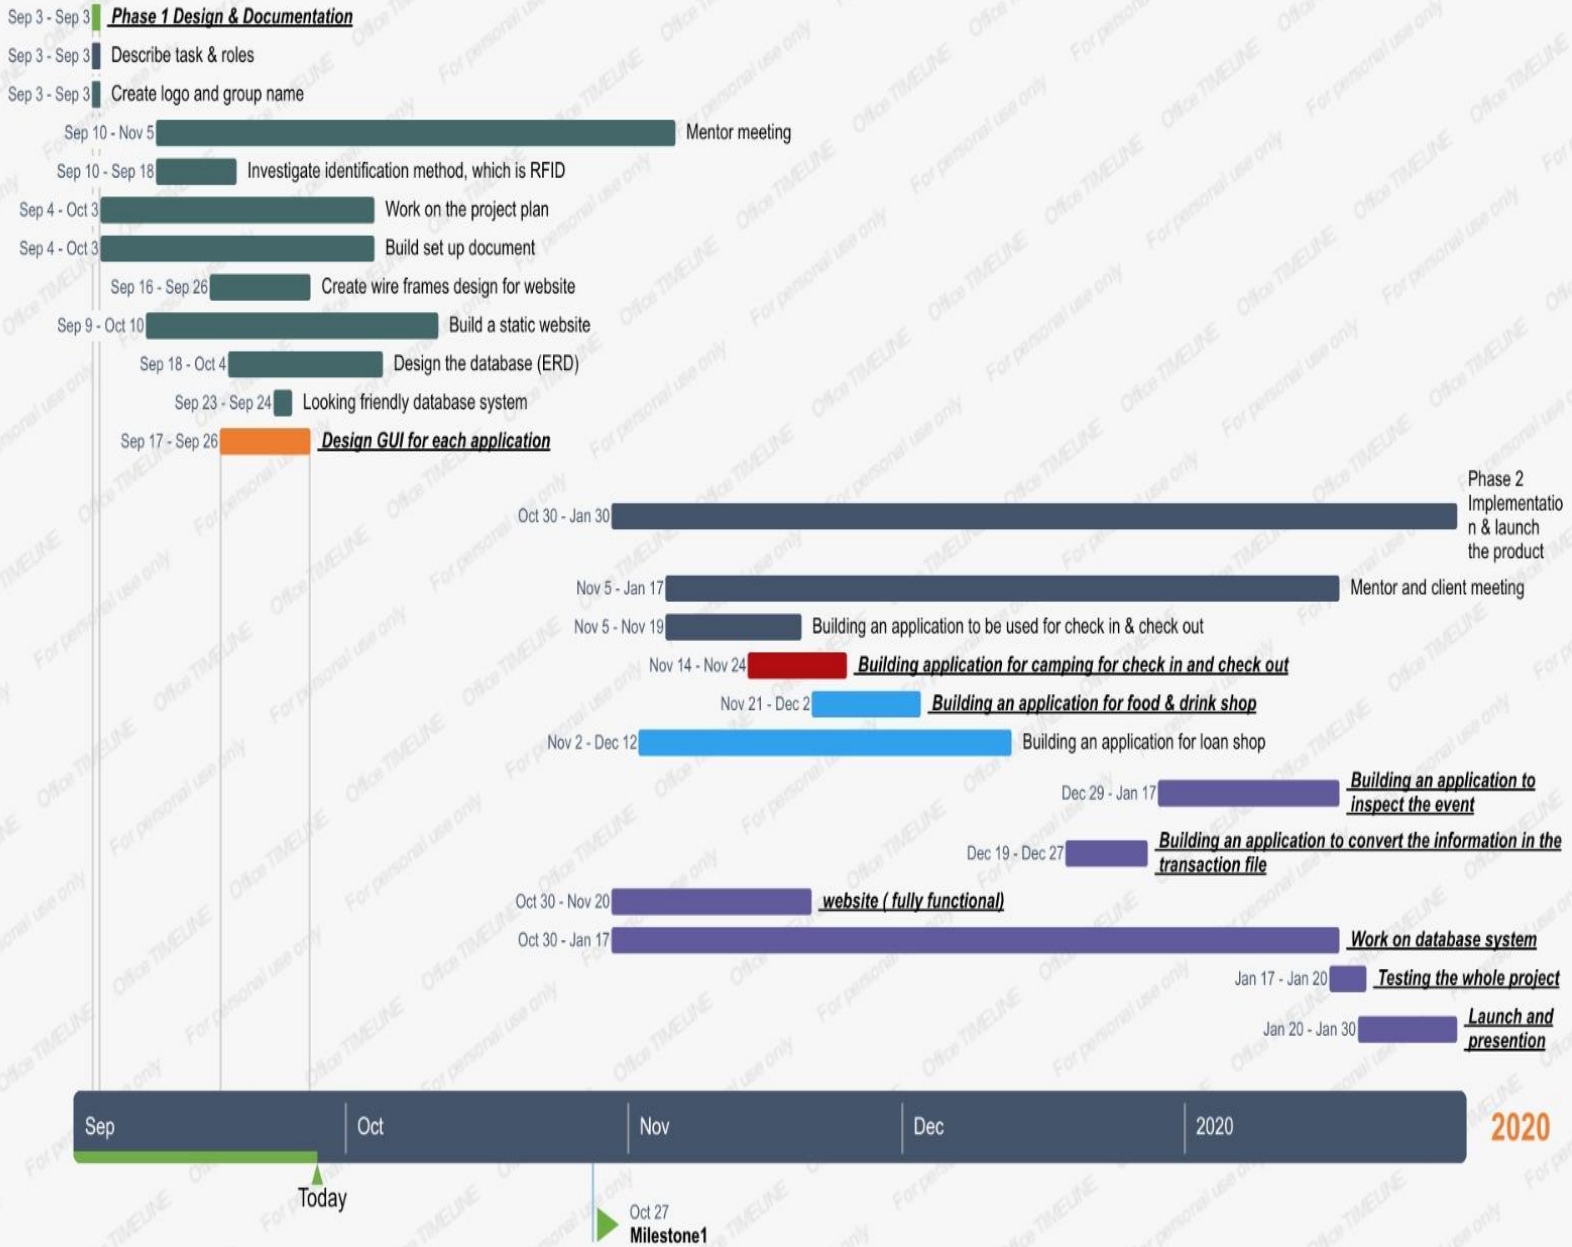 Sep 3 - Sep 3 Phase 1 Design & Documentation
Sep 3 - Sep 3 Describe task & roles
Sep 3 - Sep 3 Create logo and group name
Sep 10 - Nov 5 Mentor meeting
Sep 10 - Sep 18 Investigate identification method, which is RFID
Sep 4 - Oct 3 Work on the project plan
Sep 4 - Oct 3 Build set up document
Sep 16 - Sep 26 Create wire frames design for website
Sep 9 - Oct 10 Build a static website
Sep 18 - Oct 4 Design the database (ERD)
Sep 23 - Sep 24 Looking friendly database system
Sep 17 - Sep 26 Design GUI for each application
Oct 30 - Jan 30
Phase 2
Implementatio
n & launch
the product
Nov 5 - Jan 17 Mentor and client meeting
Nov 5 - Nov 19 Building an application to be used for check in & check out
Nov 14 - Nov 24 Building application for camping for check in and check out
Nov 21 - Dec 2 Building an application for food & drink shop
Nov 2 - Dec 12 Building an application for loan shop
Dec 29 - Jan 17
Building an application to
inspect the event
Dec 19 - Dec 27
Building an application to convert the information in the
transaction file
Oct 30 - Nov 20 website ( fully functional)
Oct 30 - Jan 17 Work on database system
Jan 17 - Jan 20 Testing the whole project
Jan 20 - Jan 30
Launch and
presention
Sep Oct Nov Dec 2020 2020
Today
Oct 27
Milestone1
Office TIMELINE
For personal use only